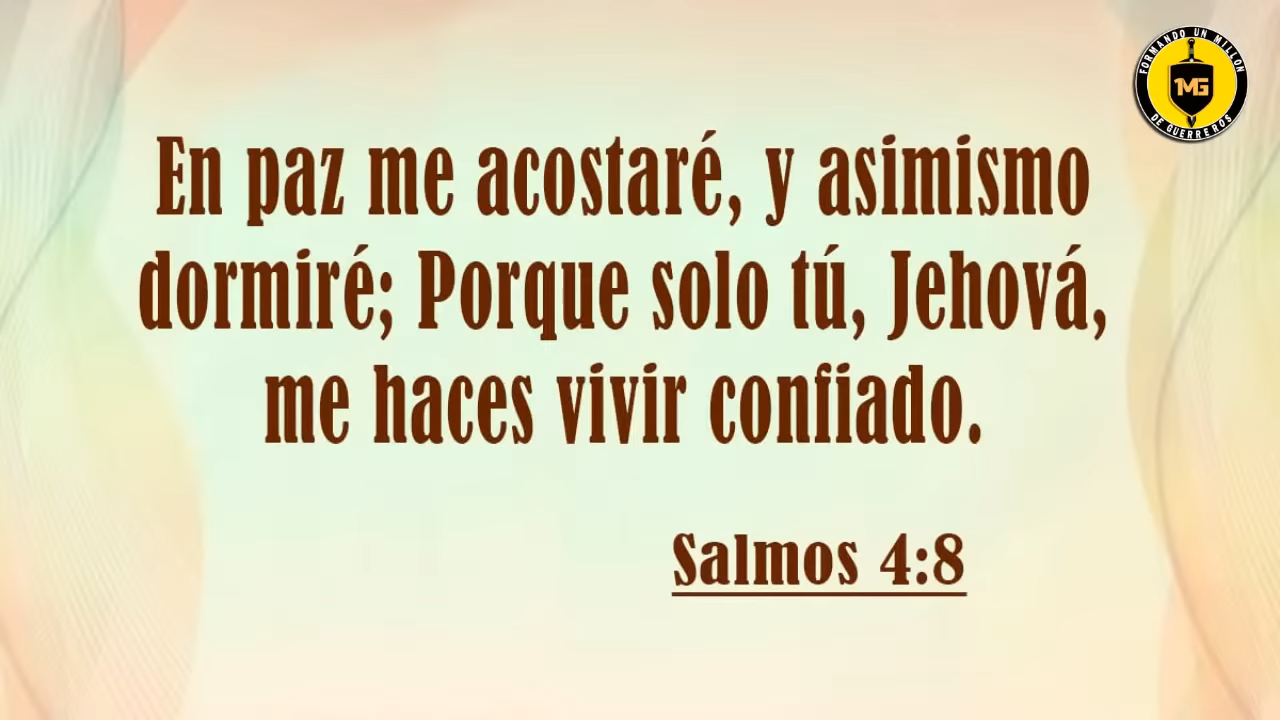 FORMANDO UN MILLON
1MG
DE GUERREROS
En paz me acostaré, y asimismo
dormiré; Porque solo tú, Jehová,
me haces vivir confiado.
Salmos 4:8